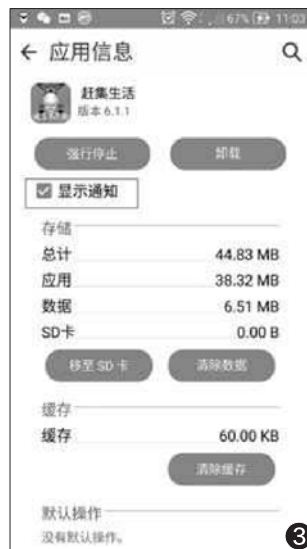 67% 11:03
应用信息
赶集生活
版本 6.1.1
强行停止 卸载
显示通知
存储
总计 44.83 MB
应用 38.32 MB
数据 6.51 MB
SD卡 0.00 B
移至 SD 卡 清除数据
缓存
缓存 60.00 KB
清除缓存
默认操作
没有默认操作。
3